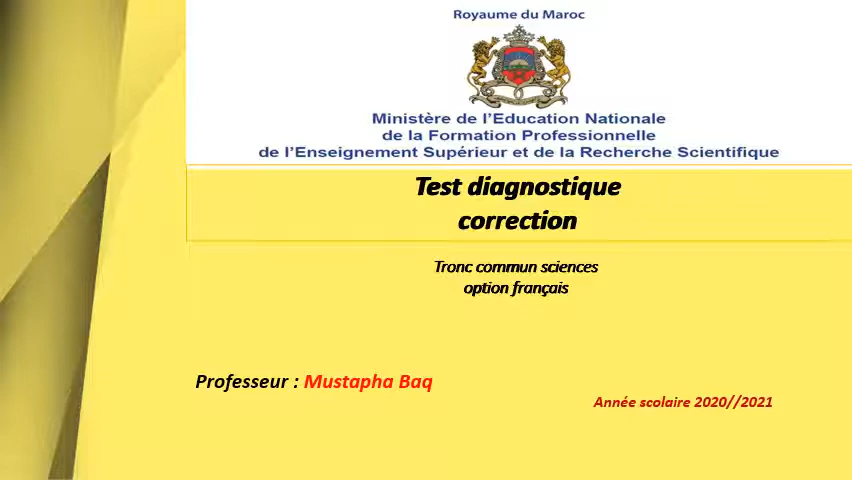 Royaume du Maroc
Ministère de l'Education Nationale
de la Formation Professionnelle
de l'Enseignement Supérieur et de la Recherche Scientifique
Test diagnostique
correction
Tronc commun sciences
option français
Professeur : Mustapha Baq
Année scolaire 2020//2021